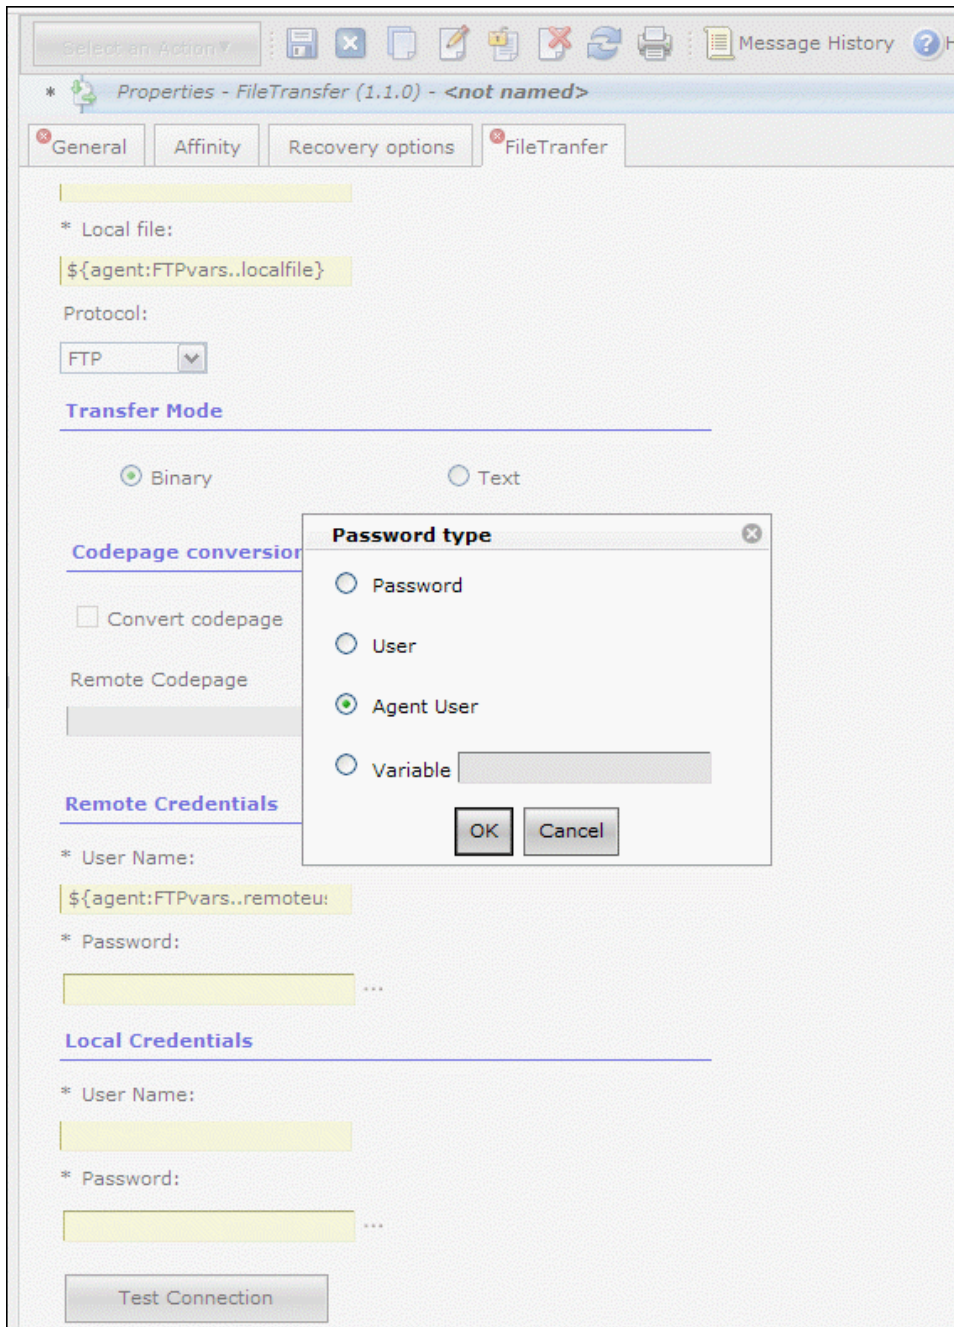 Select an Action ▼
Message History
H
* Properties - FileTransfer (1.1.0) - <not named>
General
Affinity
Recovery options
FileTranfer
* Local file:
${agent:FTPvars..localfile}
Protocol:
FTP
Transfer Mode
Binary
Text
Codepage conversion
Convert codepage
Remote Codepage
Password type
Password
User
Agent User
Variable
OK
Cancel
Remote Credentials
* User Name:
${agent:FTPvars..remoteu
* Password:
...
Local Credentials
* User Name:
* Password:
...
Test Connection